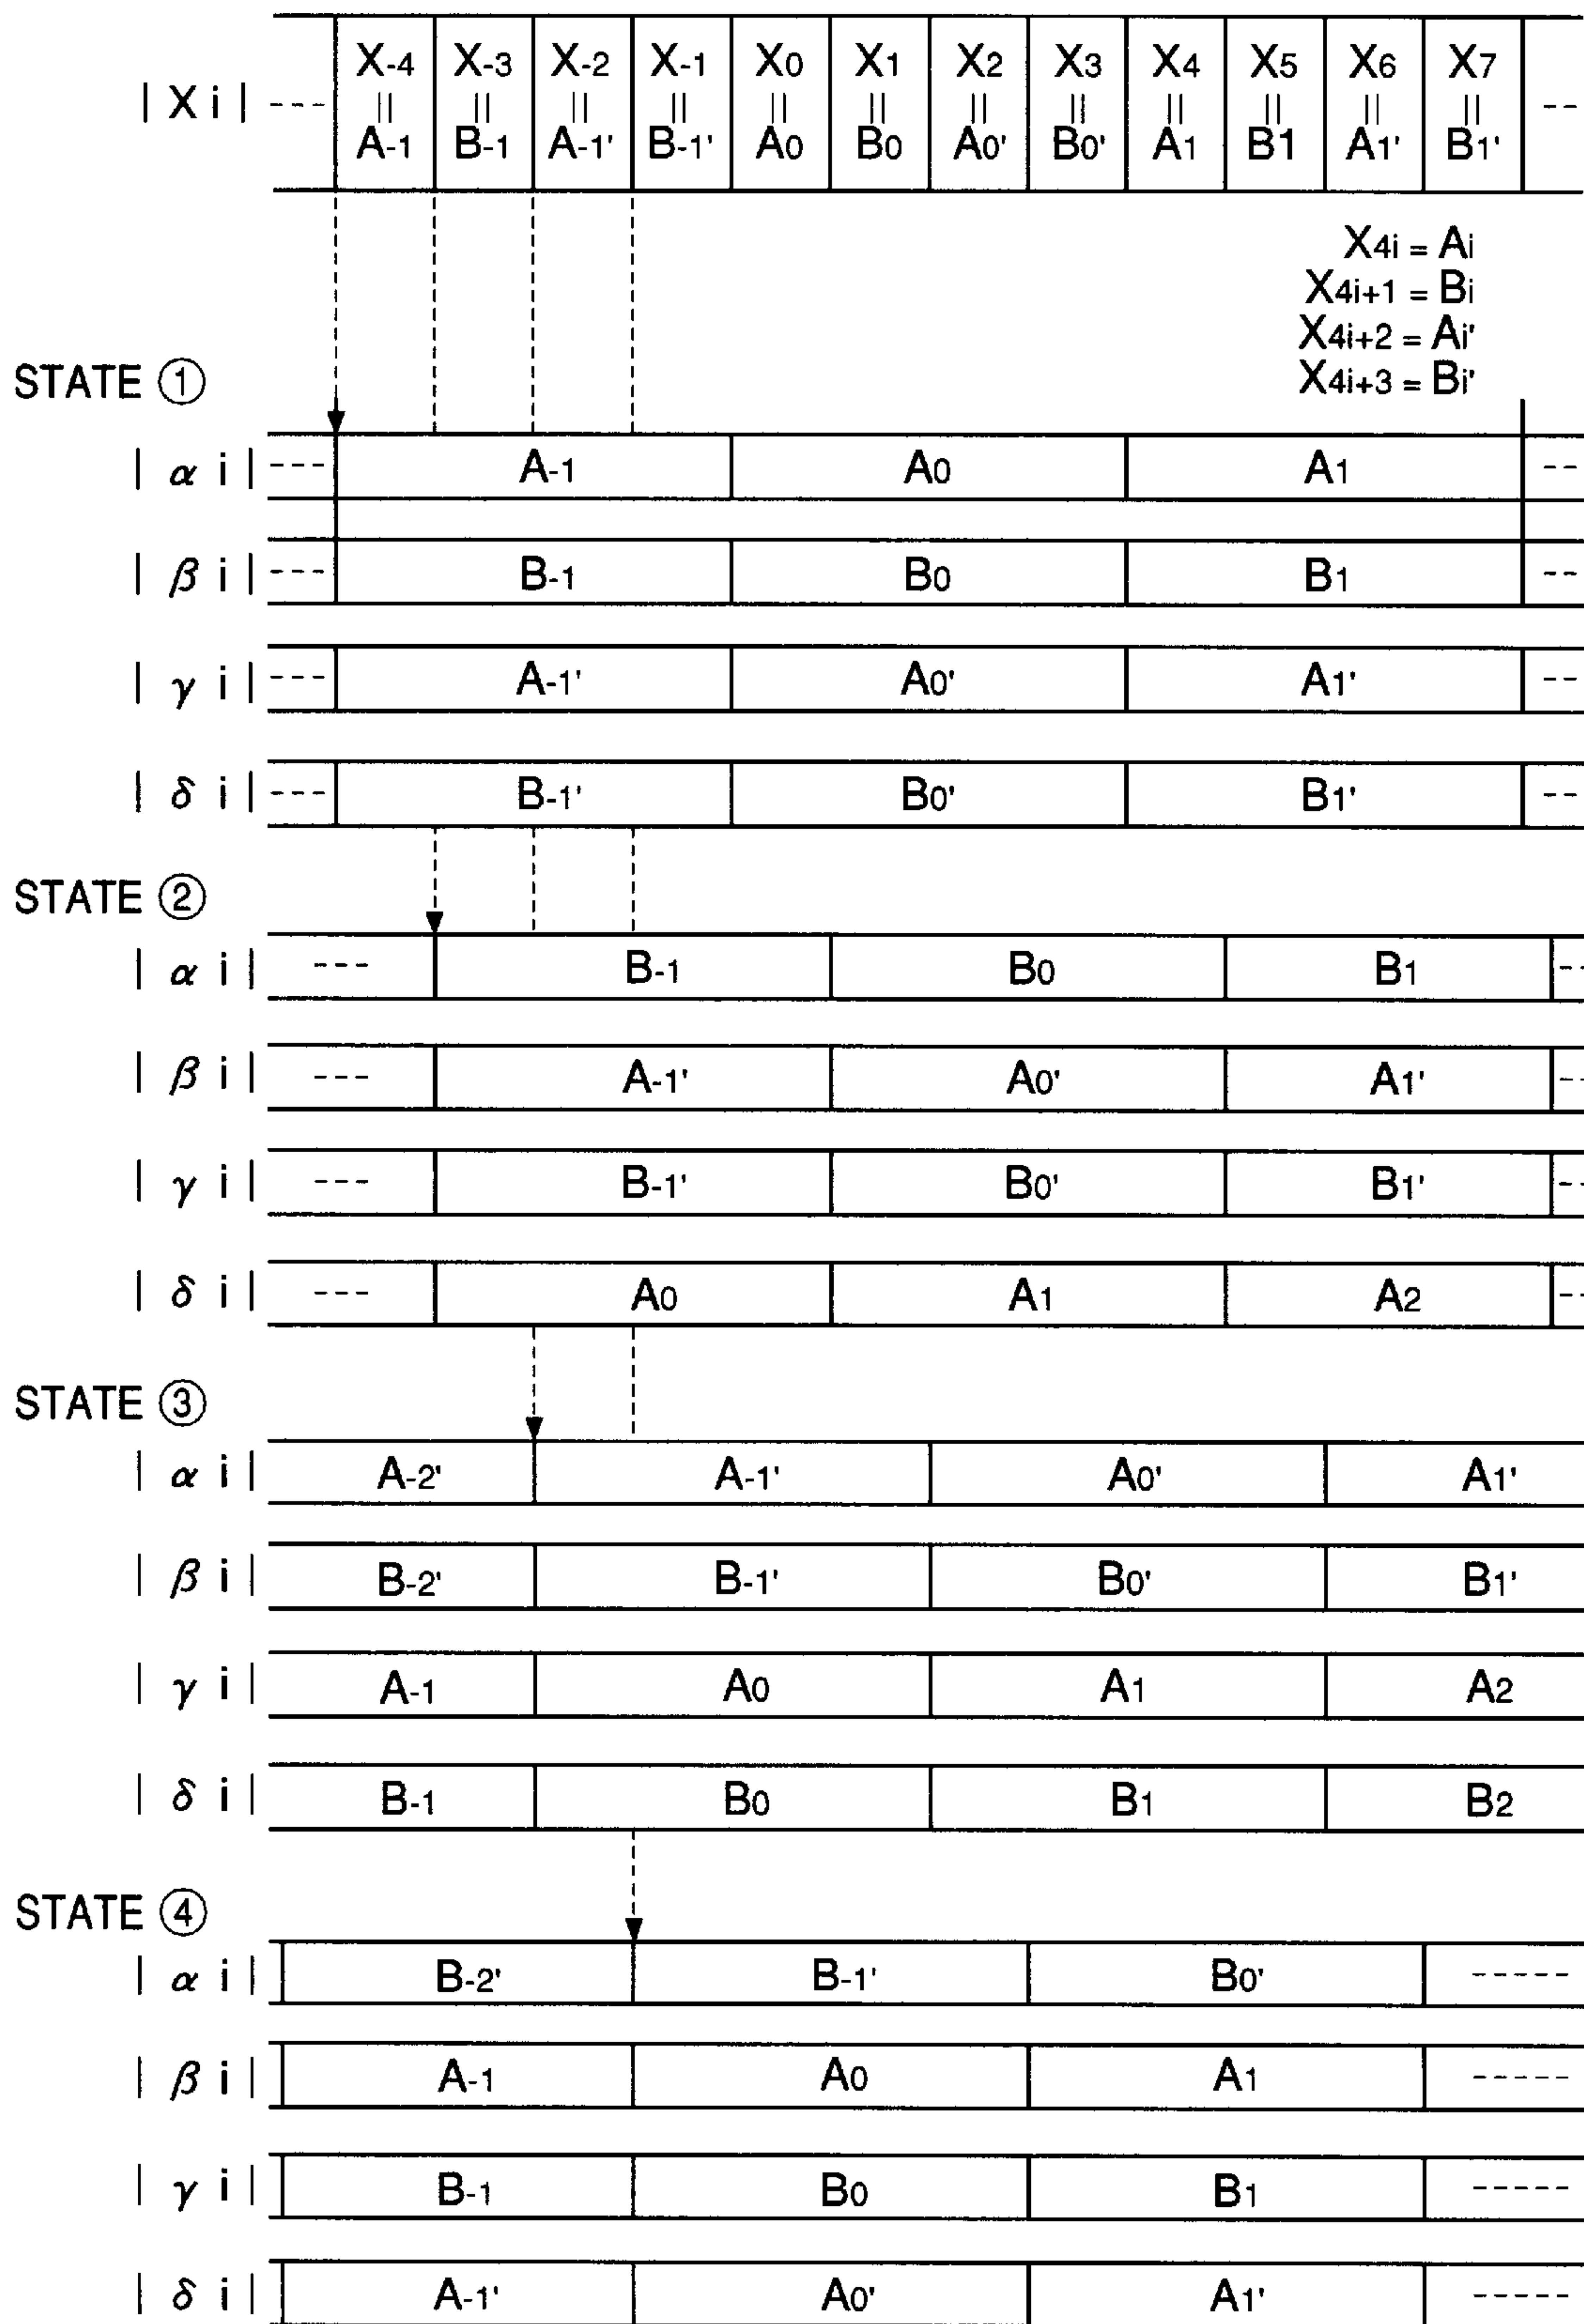 X-4 X-3 X-2 X-1 X0 X1 X2 X3 X4 X5 X6 X7
| X i | --- || || || || || || || || || || || || --
A-1 B-1 A-1' B-1' A0 B0 A0' B0' A1 B1 A1' B1'
X4i = Ai
X4i+1 = Bi
X4i+2 = Ai'
X4i+3 = Bi'
STATE ①
| α i | --- A-1 A0 A1 --
| β i | --- B-1 B0 B1 --
| γ i | --- A-1' A0' A1' --
| δ i | --- B-1' B0' B1' --
STATE ②
| α i | --- B-1 B0 B1 --
| β i | --- A-1' A0' A1' --
| γ i | --- B-1' B0' B1' --
| δ i | --- A0 A1 A2 --
STATE ③
| α i | A-2' A-1' A0' A1'
| β i | B-2' B-1' B0' B1'
| γ i | A-1 A0 A1 A2
| δ i | B-1 B0 B1 B2
STATE ④
| α i | B-2' B-1' B0' -----
| β i | A-1 A0 A1 -----
| γ i | B-1 B0 B1 -----
| δ i | A-1' A0' A1' -----